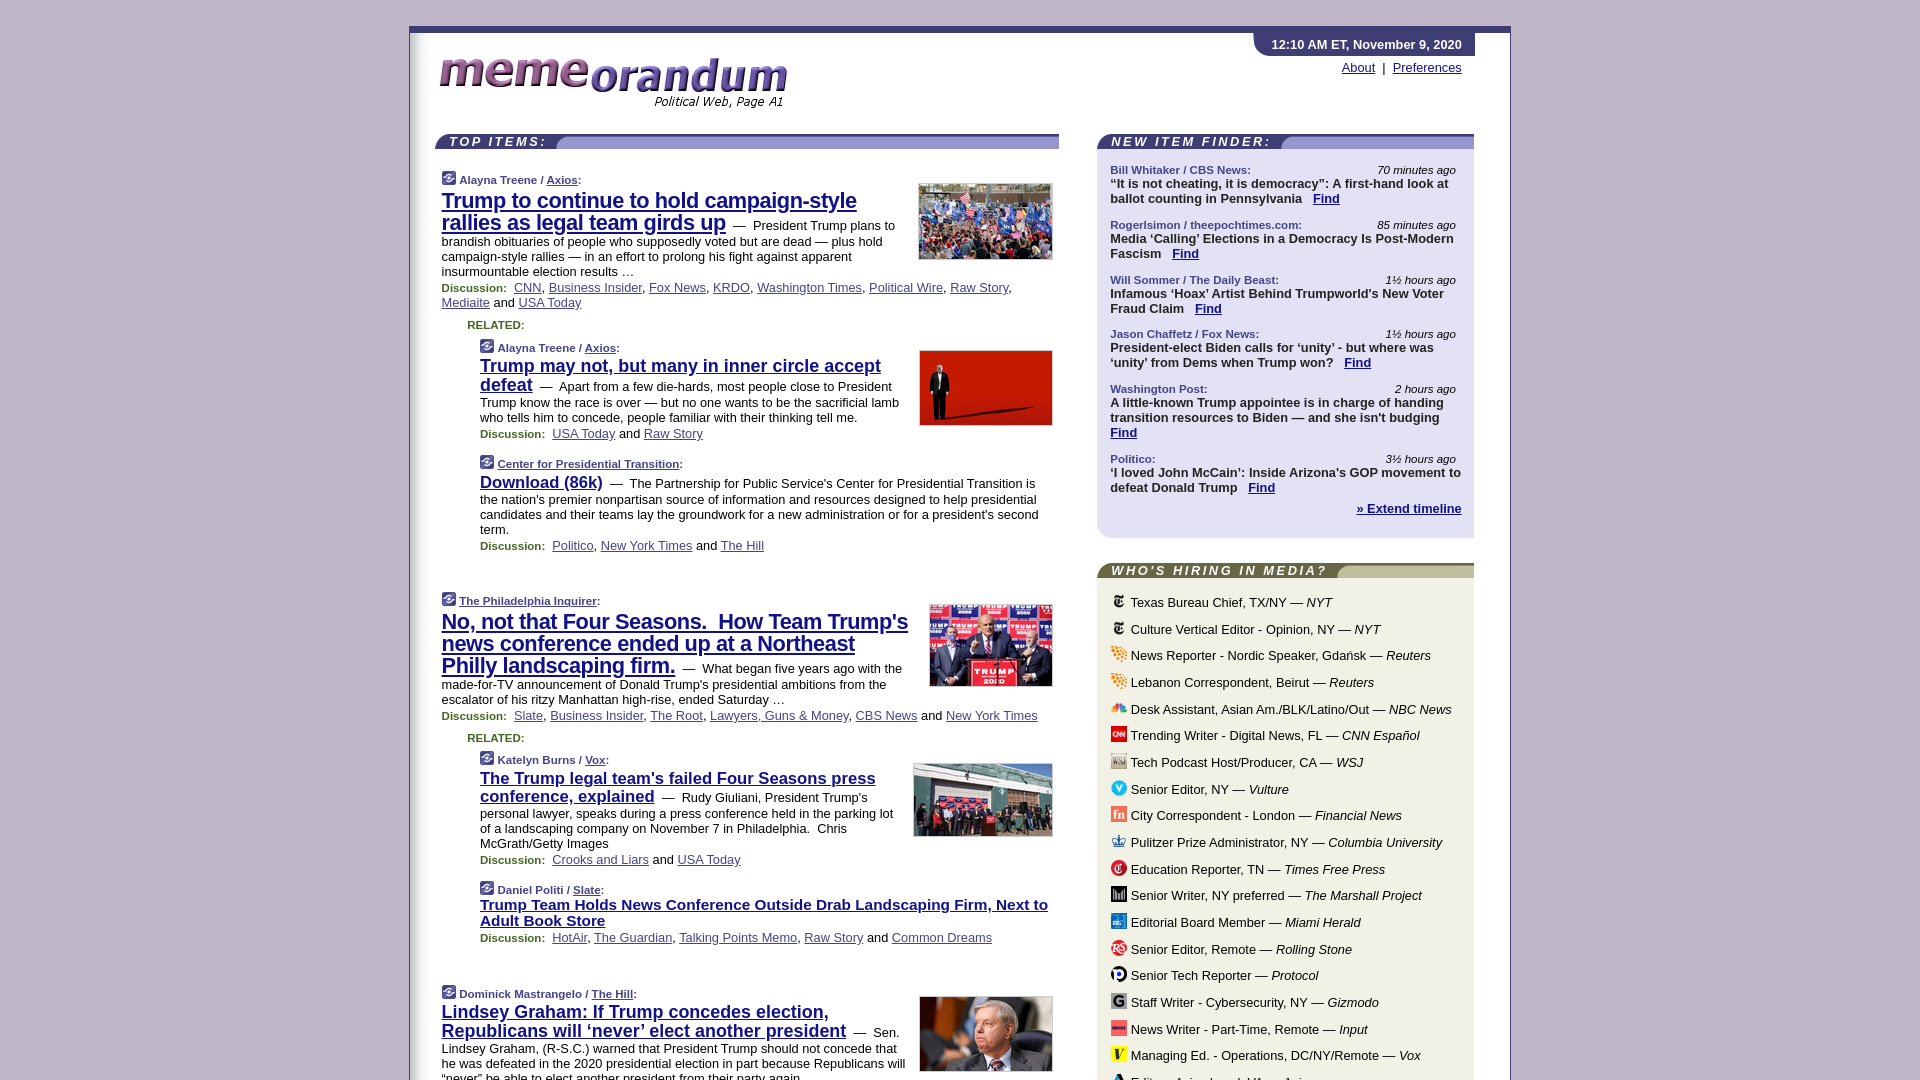 12:10 AM ET, November 9, 2020
About | Preferences
memeorandum
Political Web, Page A1
TOP ITEMS:
Alayna Treene / Axios:
Trump to continue to hold campaign-style
rallies as legal team girds up — President Trump plans to
brandish obituaries of people who supposedly voted but are dead — plus hold
campaign-style rallies — in an effort to prolong his fight against apparent
insurmountable election results …
Discussion: CNN, Business Insider, Fox News, KRDO, Washington Times, Political Wire, Raw Story,
Mediaite and USA Today
RELATED:
Alayna Treene / Axios:
Trump may not, but many in inner circle accept
defeat — Apart from a few die-hards, most people close to President
Trump know the race is over — but no one wants to be the sacrificial lamb
who tells him to concede, people familiar with their thinking tell me.
Discussion: USA Today and Raw Story
Center for Presidential Transition:
Download (86k) — The Partnership for Public Service's Center for Presidential Transition is
the nation's premier nonpartisan source of information and resources designed to help presidential
candidates and their teams lay the groundwork for a new administration or for a president's second
term.
Discussion: Politico, New York Times and The Hill
The Philadelphia Inquirer:
No, not that Four Seasons. How Team Trump's
news conference ended up at a Northeast
Philly landscaping firm. — What began five years ago with the
made-for-TV announcement of Donald Trump's presidential ambitions from the
escalator of his ritzy Manhattan high-rise, ended Saturday …
Discussion: Slate, Business Insider, The Root, Lawyers, Guns & Money, CBS News and New York Times
TRUMP
2020
RELATED:
Katelyn Burns / Vox:
The Trump legal team's failed Four Seasons press
conference, explained — Rudy Giuliani, President Trump's
personal lawyer, speaks during a press conference held in the parking lot
of a landscaping company on November 7 in Philadelphia. Chris
McGrath/Getty Images
Discussion: Crooks and Liars and USA Today
Daniel Politi / Slate:
Trump Team Holds News Conference Outside Drab Landscaping Firm, Next to
Adult Book Store
Discussion: HotAir, The Guardian, Talking Points Memo, Raw Story and Common Dreams
Dominick Mastrangelo / The Hill:
Lindsey Graham: If Trump concedes election,
Republicans will ‘never’ elect another president — Sen.
Lindsey Graham, (R-S.C.) warned that President Trump should not concede that
he was defeated in the 2020 presidential election in part because Republicans will
“never” be able to elect another president from their party again.
NEW ITEM FINDER:
Bill Whitaker / CBS News: 70 minutes ago
“It is not cheating, it is democracy”: A first-hand look at
ballot counting in Pennsylvania Find
Rogerlsimon / theepochtimes.com: 85 minutes ago
Media ‘Calling’ Elections in a Democracy Is Post-Modern
Fascism Find
Will Sommer / The Daily Beast: 1½ hours ago
Infamous ‘Hoax’ Artist Behind Trumpworld's New Voter
Fraud Claim Find
Jason Chaffetz / Fox News: 1½ hours ago
President-elect Biden calls for ‘unity’ - but where was
‘unity’ from Dems when Trump won? Find
Washington Post: 2 hours ago
A little-known Trump appointee is in charge of handing
transition resources to Biden — and she isn't budging
Find
Politico: 3½ hours ago
‘I loved John McCain’: Inside Arizona's GOP movement to
defeat Donald Trump Find
» Extend timeline
WHO'S HIRING IN MEDIA?
Texas Bureau Chief, TX/NY — NYT
Culture Vertical Editor - Opinion, NY — NYT
News Reporter - Nordic Speaker, Gdańsk — Reuters
Lebanon Correspondent, Beirut — Reuters
Desk Assistant, Asian Am./BLK/Latino/Out — NBC News
Trending Writer - Digital News, FL — CNN Español
Tech Podcast Host/Producer, CA — WSJ
Senior Editor, NY — Vulture
City Correspondent - London — Financial News
Pulitzer Prize Administrator, NY — Columbia University
Education Reporter, TN — Times Free Press
Senior Writer, NY preferred — The Marshall Project
Editorial Board Member — Miami Herald
Senior Editor, Remote — Rolling Stone
Senior Tech Reporter — Protocol
Staff Writer - Cybersecurity, NY — Gizmodo
News Writer - Part-Time, Remote — Input
Managing Ed. - Operations, DC/NY/Remote — Vox